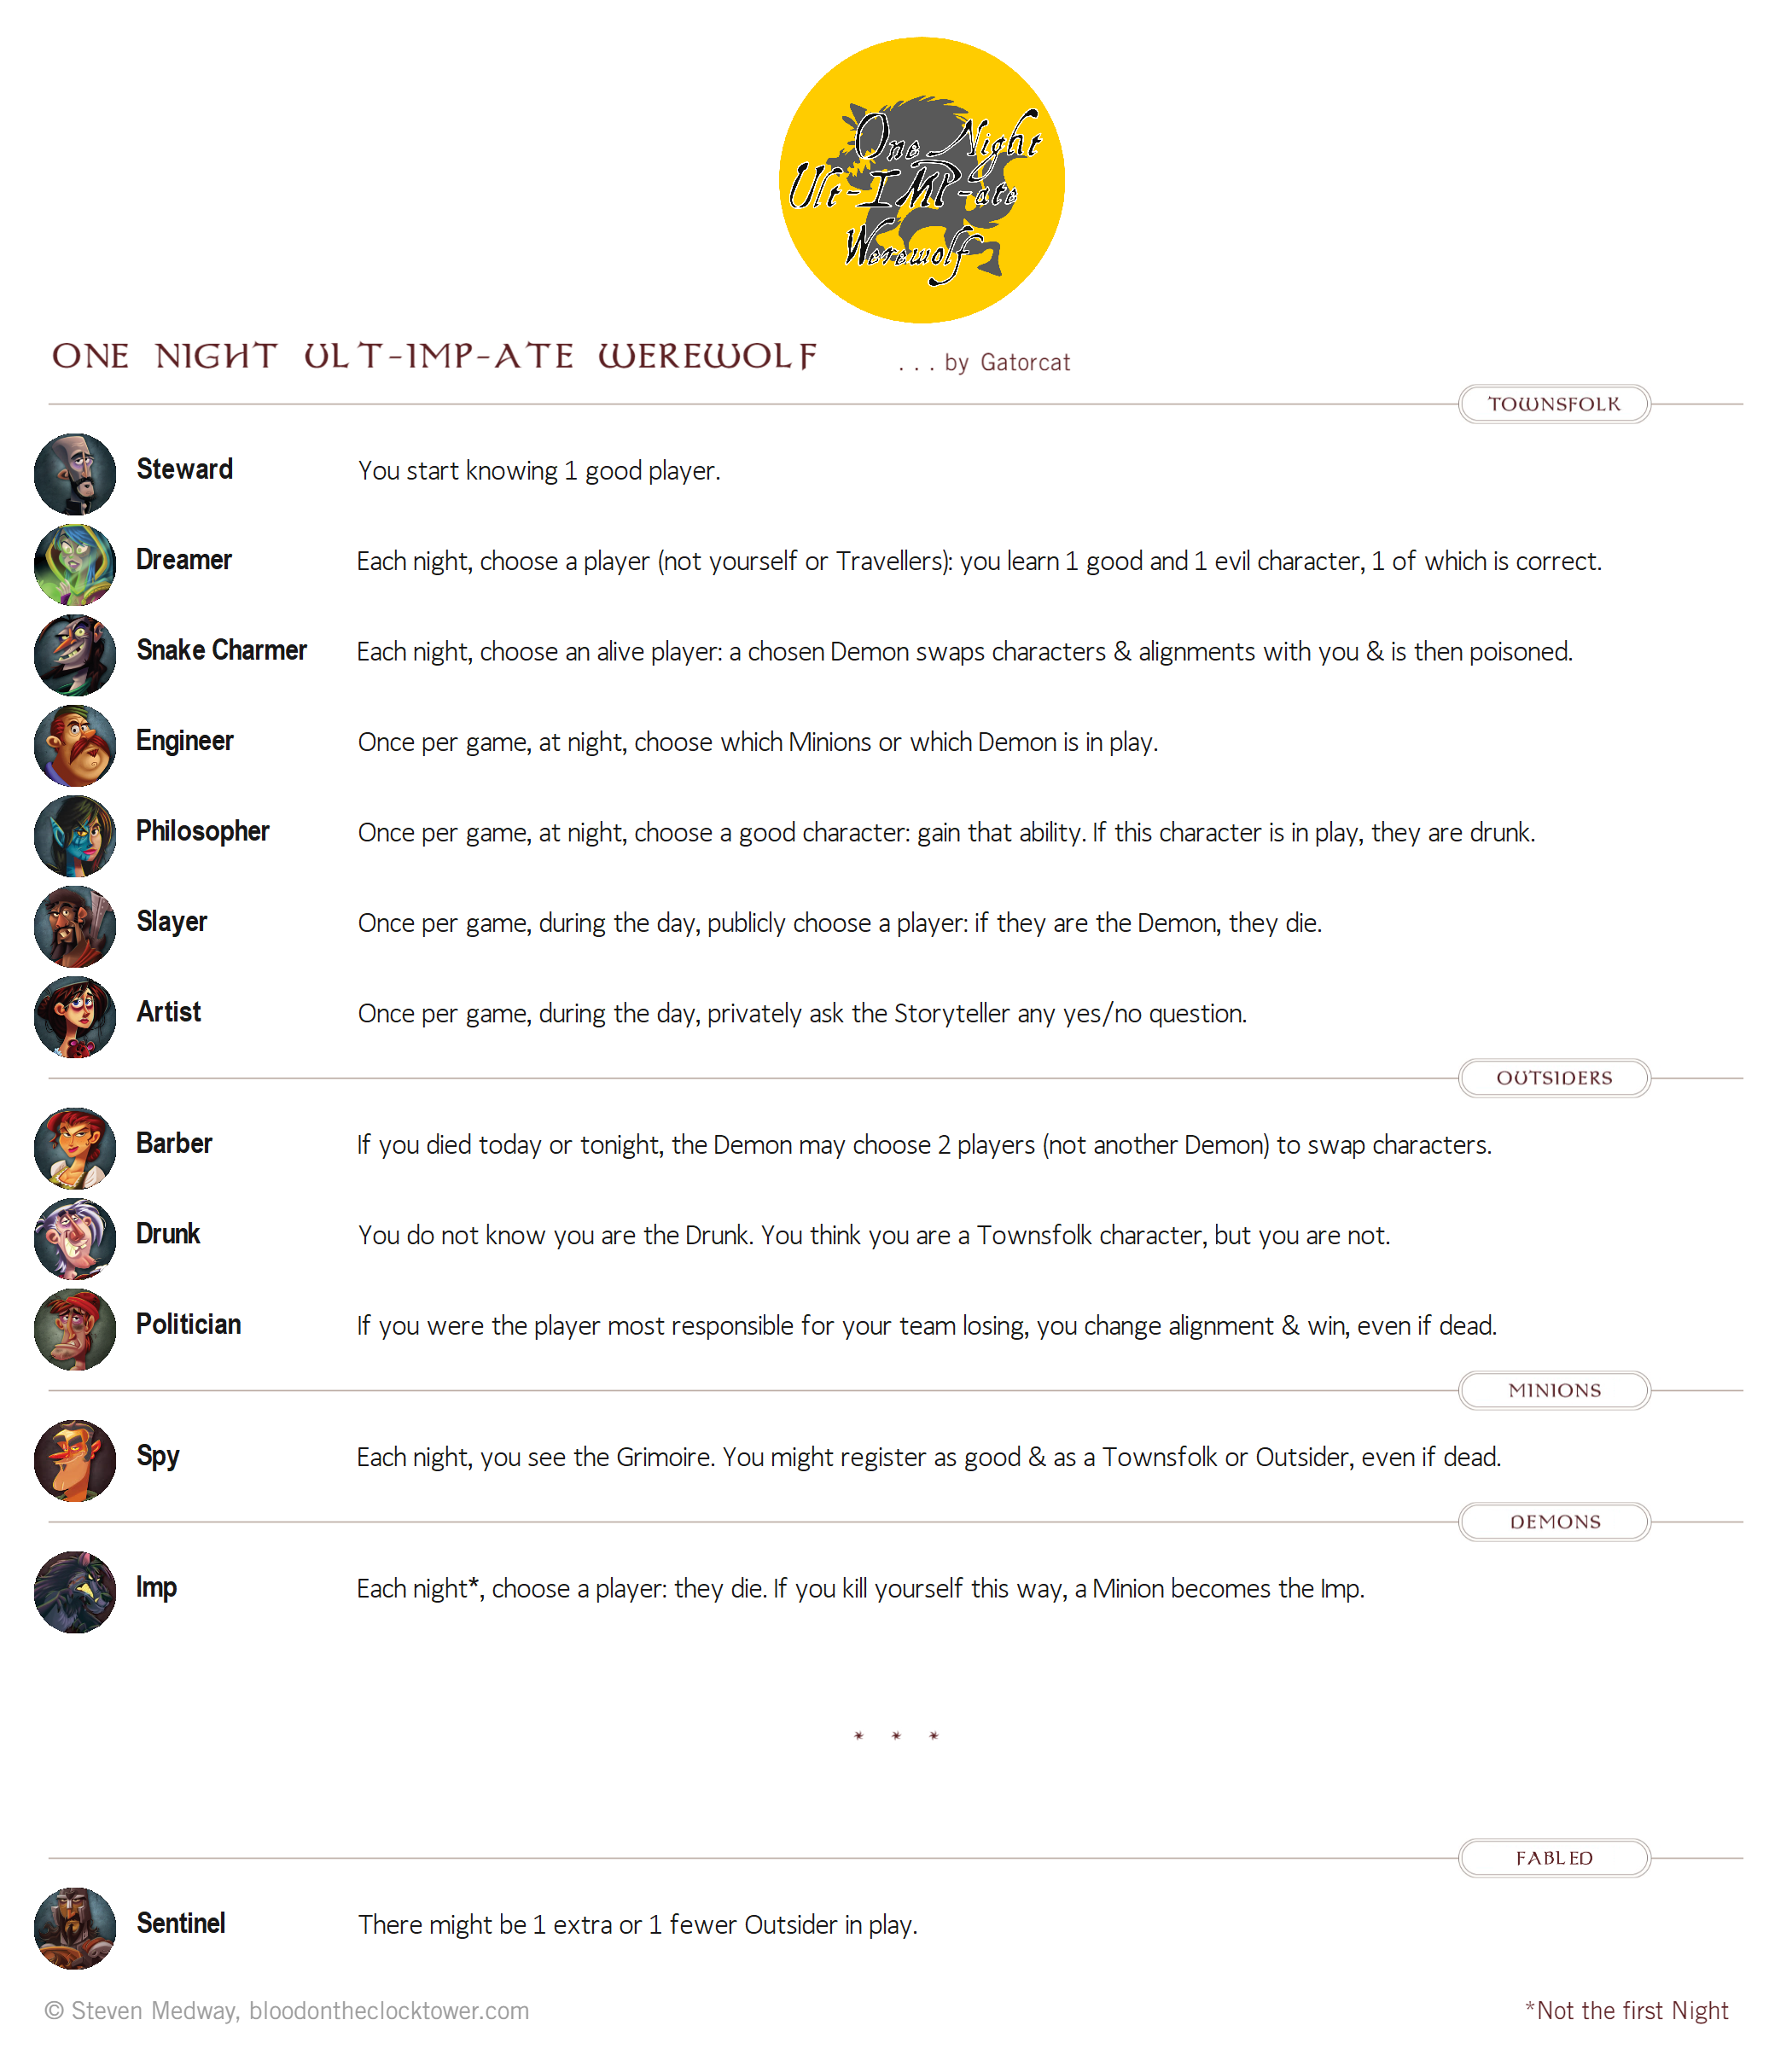 One Night
Ult-IMP-ate
Werewolf
ONE NIGHT ULT-IMP-ATE WEREWOLF ... by Gatorcat
TOWNSFOLK
Steward You start knowing 1 good player.
Dreamer Each night, choose a player (not yourself or Travellers): you learn 1 good and 1 evil character, 1 of which is correct.
Snake Charmer Each night, choose an alive player: a chosen Demon swaps characters & alignments with you & is then poisoned.
Engineer Once per game, at night, choose which Minions or which Demon is in play.
Philosopher Once per game, at night, choose a good character: gain that ability. If this character is in play, they are drunk.
Slayer Once per game, during the day, publicly choose a player: if they are the Demon, they die.
Artist Once per game, during the day, privately ask the Storyteller any yes/no question.
OUTSIDERS
Barber If you died today or tonight, the Demon may choose 2 players (not another Demon) to swap characters.
Drunk You do not know you are the Drunk. You think you are a Townsfolk character, but you are not.
Politician If you were the player most responsible for your team losing, you change alignment & win, even if dead.
MINIONS
Spy Each night, you see the Grimoire. You might register as good & as a Townsfolk or Outsider, even if dead.
DEMONS
Imp Each night*, choose a player: they die. If you kill yourself this way, a Minion becomes the Imp.
* * *
FABLED
Sentinel There might be 1 extra or 1 fewer Outsider in play.
© Steven Medway, bloodontheclocktower.com *Not the first Night